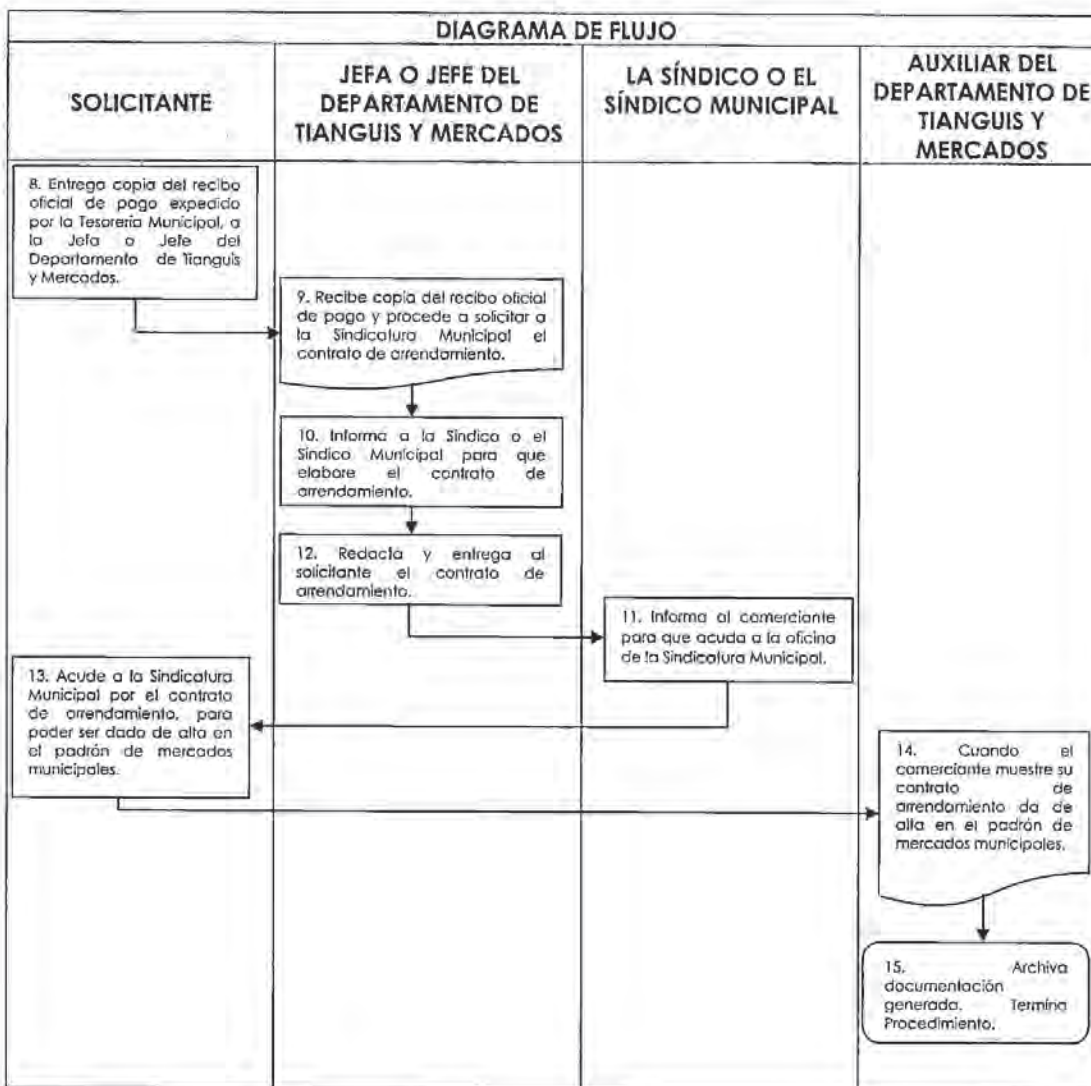 DIAGRAMA DE FLUJO
SOLICITANTE
JEFA O JEFE DEL
DEPARTAMENTO DE
TIANGUIS Y MERCADOS
LA SÍNDICO O EL
SÍNDICO MUNICIPAL
AUXILIAR DEL
DEPARTAMENTO DE
TIANGUIS Y
MERCADOS
8. Entrega copia del recibo
oficial de pago expedido
por la Tesorería Municipal, a
la Jefa o Jefe del
Departamento de Tianguis
y Mercados.
9. Recibe copia del recibo oficial
de pago y procede a solicitar a
la Sindicatura Municipal el
contrato de arrendamiento.
10. Informa a la Síndico o el
Síndico Municipal para que
elabore el contrato de
arrendamiento.
12. Redacta y entrega al
solicitante el contrato de
arrendamiento.
11. Informa al comerciante
para que acuda a la oficina
de la Sindicatura Municipal.
13. Acude a la Sindicatura
Municipal por el contrato
de arrendamiento, para
poder ser dado de alta en
el padrón de mercados
municipales.
14. Cuando el
comerciante muestre su
contrato de
arrendamiento da de
alta en el padrón de
mercados municipales.
15. Archiva
documentación
generada. Termina
Procedimiento.